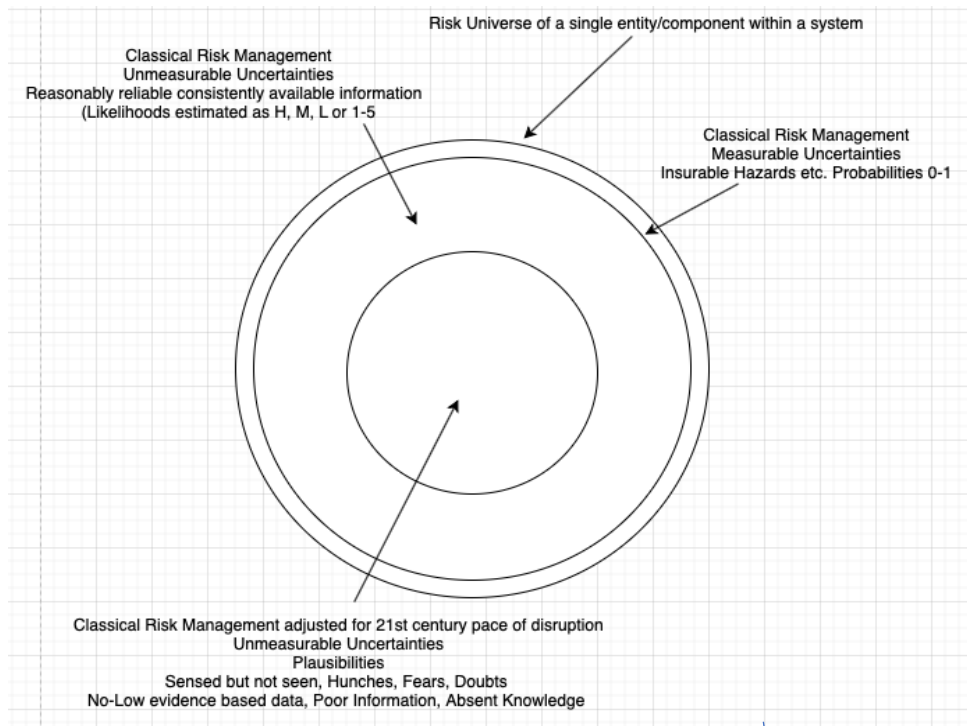 Risk Universe of a single entity/component within a system
Classical Risk Management
Unmeasurable Uncertainties
Reasonably reliable consistently available information
(Likelihoods estimated as H, M, L or 1-5
Classical Risk Management
Measurable Uncertainties
Insurable Hazards etc. Probabilities 0-1
Classical Risk Management adjusted for 21st century pace of disruption
Unmeasurable Uncertainties
Plausibilities
Sensed but not seen, Hunches, Fears, Doubts
No-Low evidence based data, Poor Information, Absent Knowledge